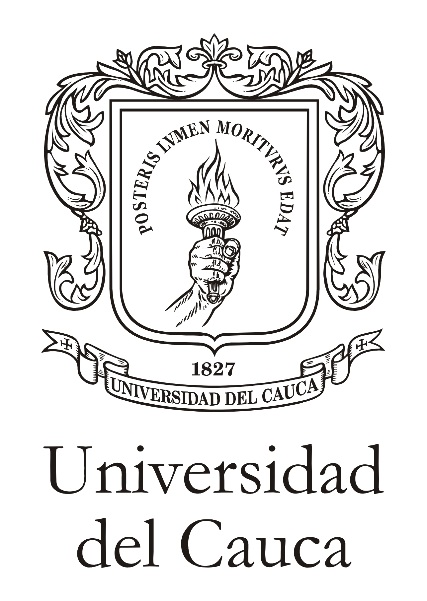 POSTERIS LVMEN MORITVRVS EDAT
1827
UNIVERSIDAD DEL CAUCA
Universidad
del Cauca